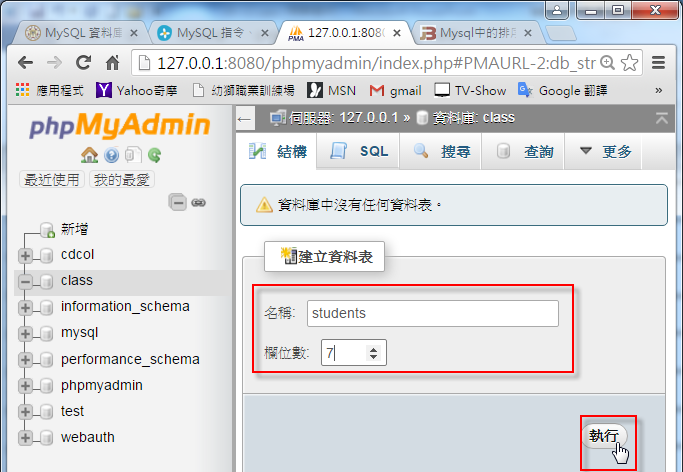 MySQL 資料庫
MySQL 指令
127.0.0.1:8080
Mysql中的排
127.0.0.1:8080/phpmyadmin/index.php#PMAURL-2:db_str
應用程式 Yahoo奇摩 幼獅職業訓練場 MSN gmail TV-Show Google 翻譯 »
phpMyAdmin
最近使用 我的最愛
新增
cdcol
class
information_schema
mysql
performance_schema
phpmyadmin
test
webauth
伺服器: 127.0.0.1 » 資料庫: class
結構 SQL 搜尋 查詢 更多
資料庫中沒有任何資料表。
建立資料表
名稱: students
欄位數: 7
執行